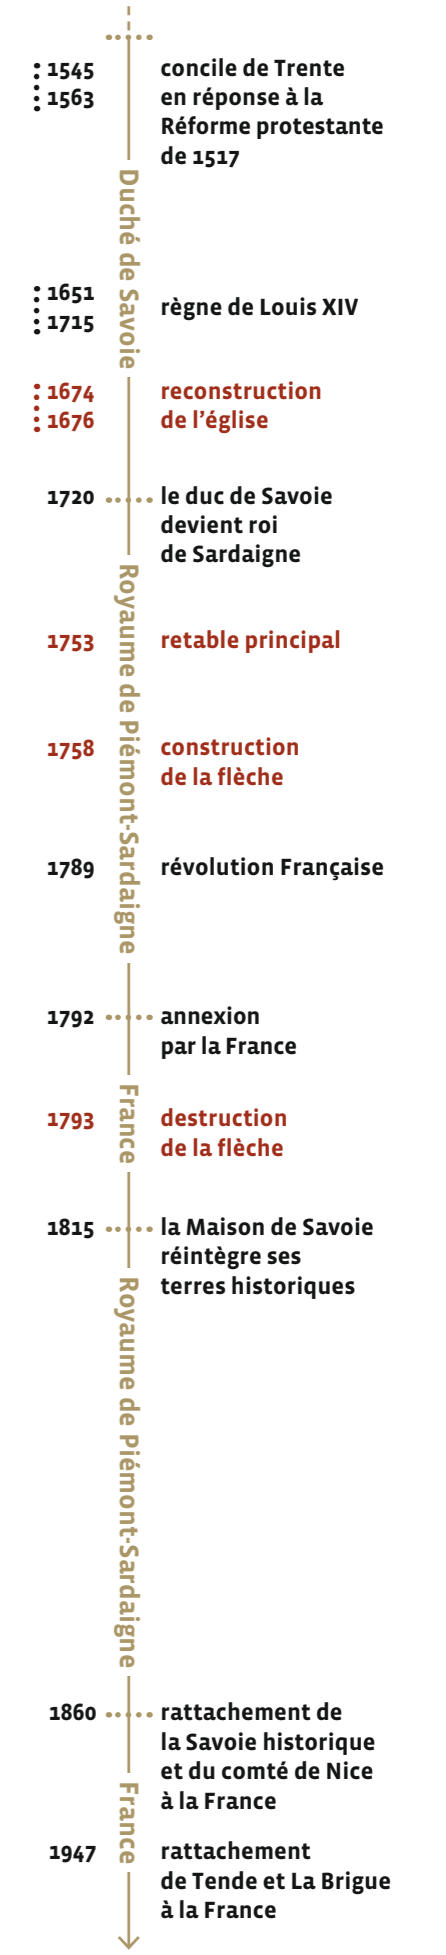 1545
1563
concile de Trente
en réponse à la
Réforme protestante
de 1517
Duché de Savoie
1651
1715
règne de Louis XIV
1674
1676
reconstruction
de l’église
1720
le duc de Savoie
devient roi
de Sardaigne
Royaume de Piémont-Sardaigne
1753
retable principal
1758
construction
de la flèche
1789
révolution Française
1792
annexion
par la France
France
1793
destruction
de la flèche
1815
la Maison de Savoie
réintègre ses
terres historiques
Royaume de Piémont-Sardaigne
1860
rattachement de
la Savoie historique
et du comté de Nice
à la France
France
1947
rattachement
de Tende et La Brigue
à la France